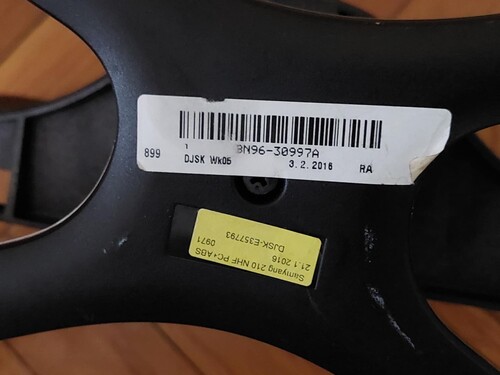 1
BN96-30997A
899 DJSK Wk05 3.2.2016 RA
Samyang 210 NHF PC+ABS
21.1.2016 0971
DJSK-E357793